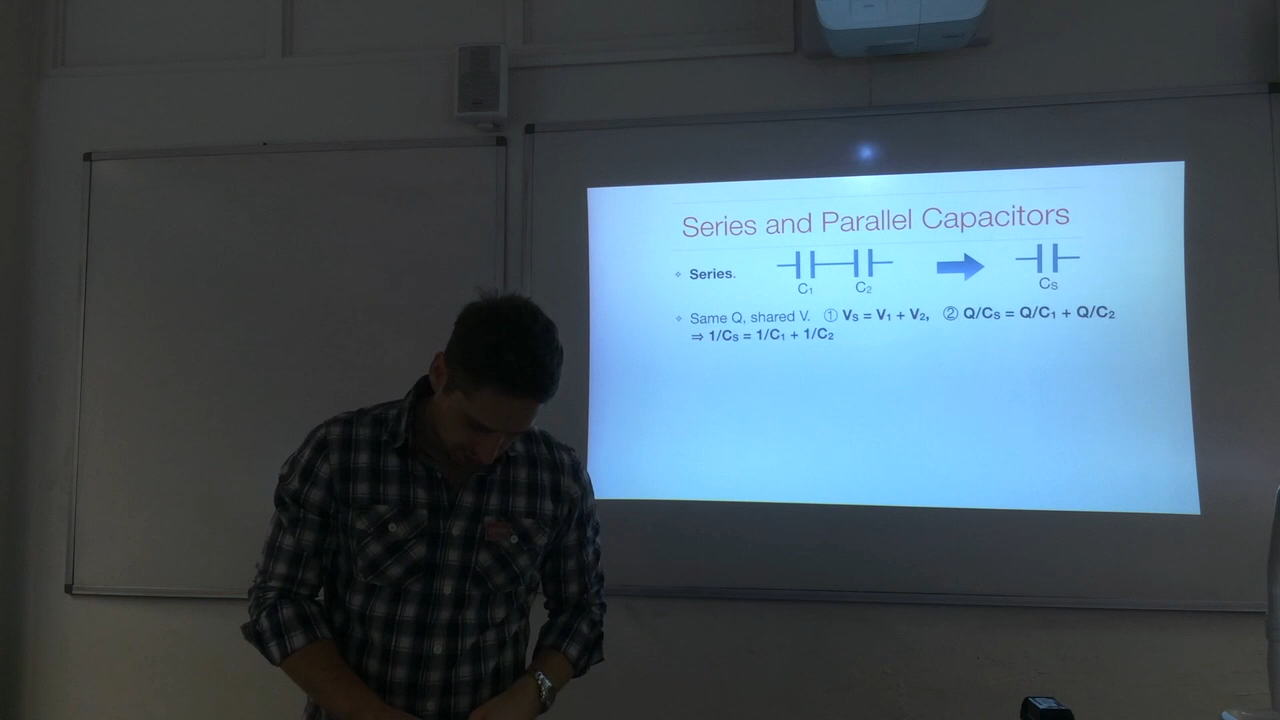 Series and Parallel Capacitors
Series.
C₁ C₂ Cs
Same Q, shared V. ① Vs = V₁ + V₂, ② Q/Cs = Q/C₁ + Q/C₂
⇒ 1/Cs = 1/C₁ + 1/C₂